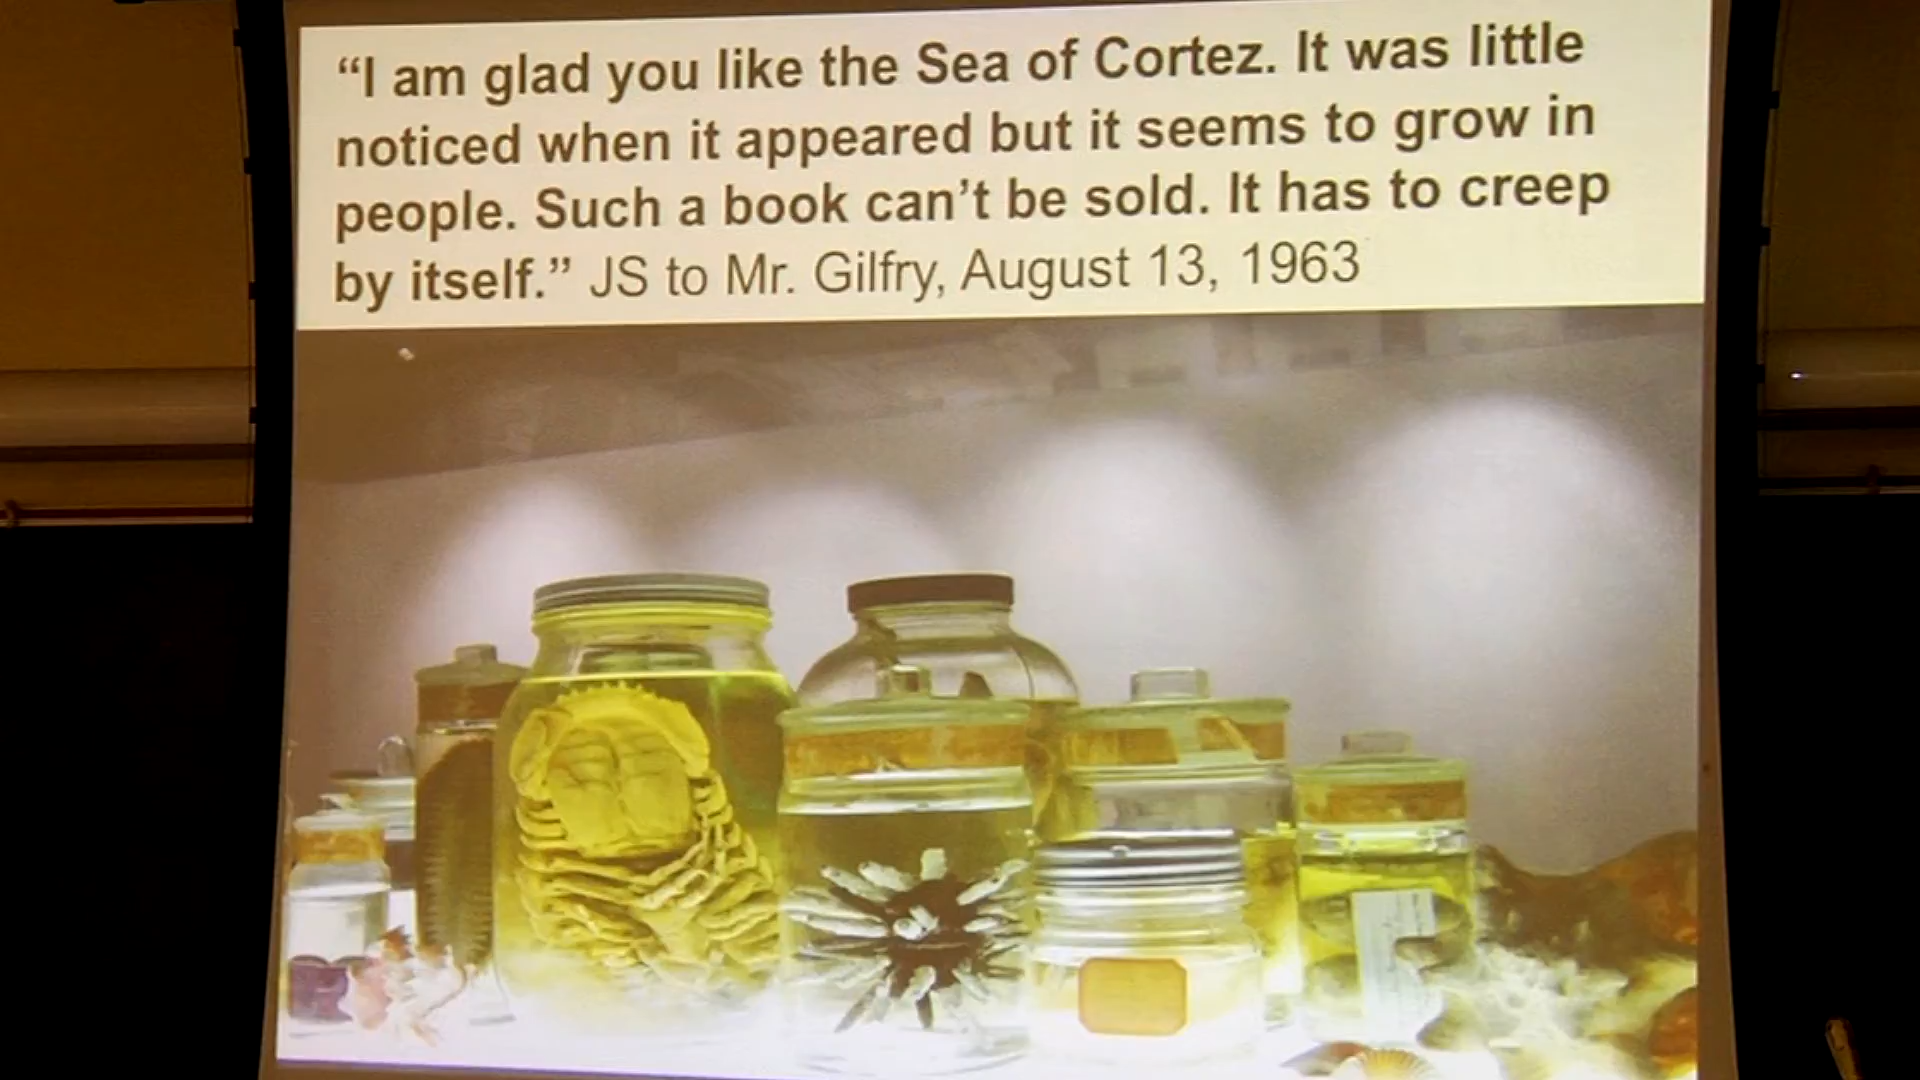 “I am glad you like the Sea of Cortez. It was little
noticed when it appeared but it seems to grow in
people. Such a book can’t be sold. It has to creep
by itself.” JS to Mr. Gilfry, August 13, 1963